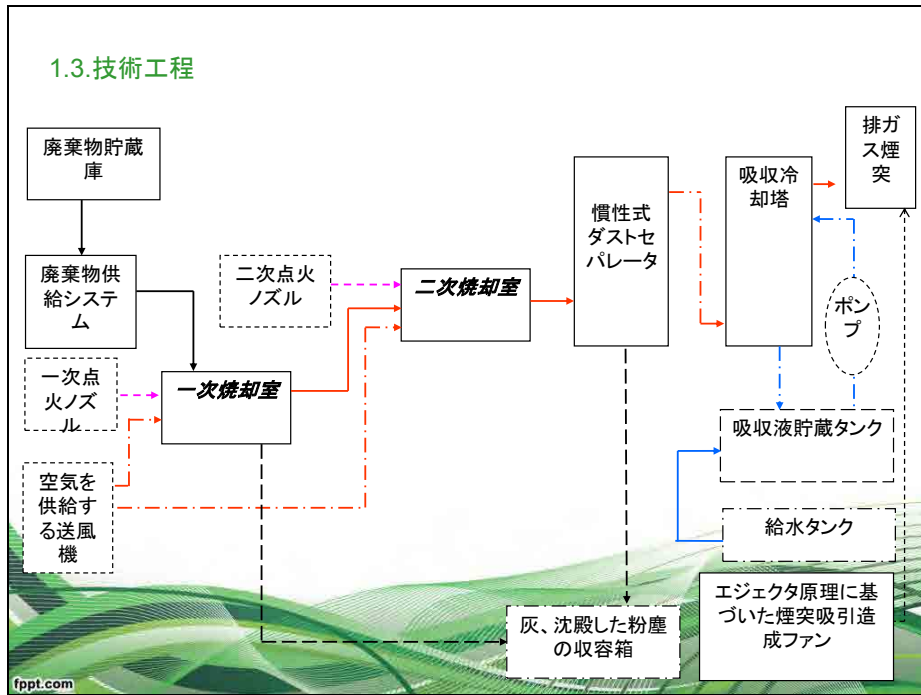 1.3.技術工程
廃棄物貯蔵
庫
廃棄物供
給システ
ム
一次点
火ノズ
ル
空気を
供給す
る送風
機
一次焼却室
二次点火
ノズル
二次焼却室
慣性式
ダストセ
パレータ
吸収冷
却塔
排ガ
ス煙
突
ポン
プ
吸収液貯蔵タンク
給水タンク
エジェクタ原理に基
づいた煙突吸引造
成ファン
灰、沈殿した粉塵
の収容箱
fppt.com